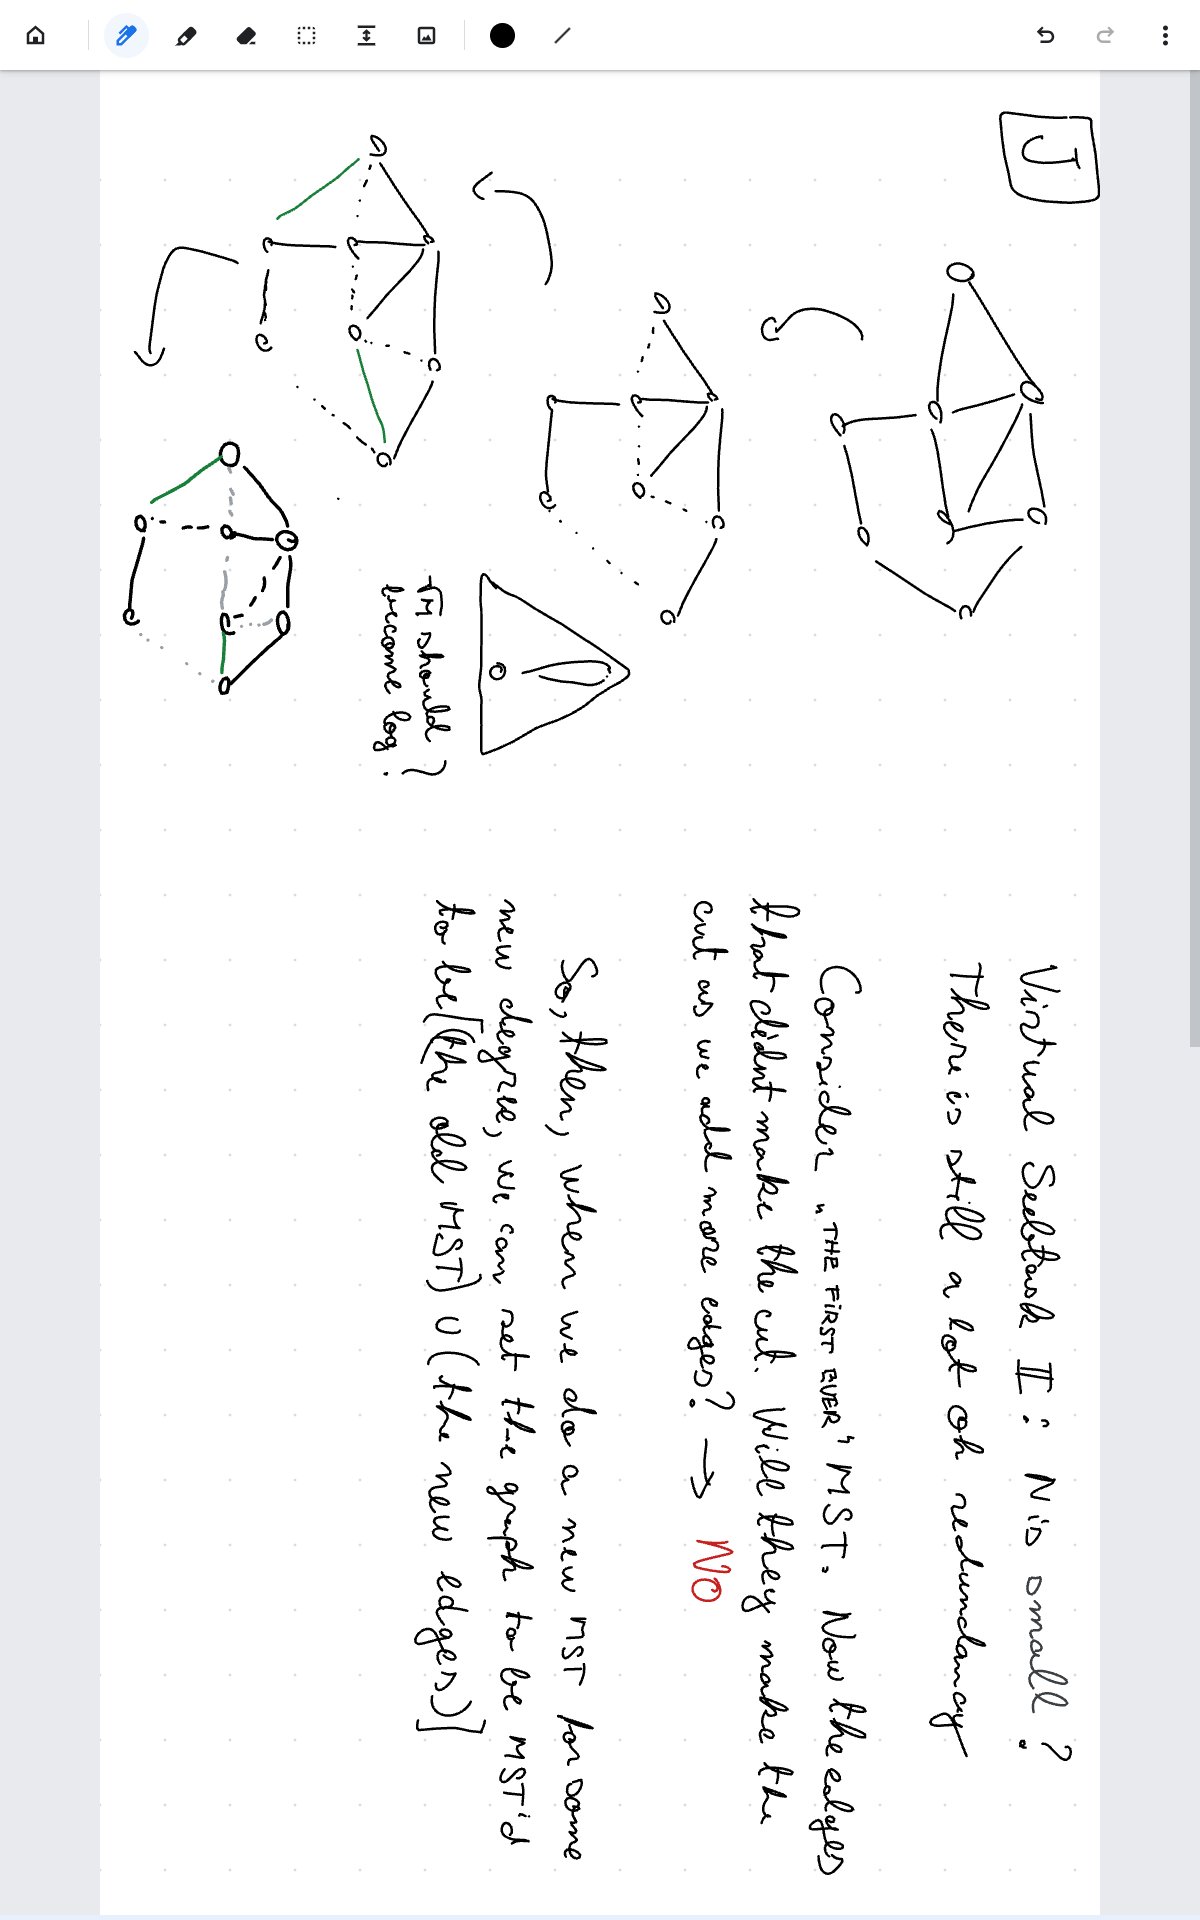 J
Virtual Subtask II: N is small?
There is still a lot of redundancy
Consider "THE FIRST EVER" MST. Now the edges
that didnt make the cut. Will they make the
cut as we add more edges? → NO
So, then, when we do a new MST for some
new degree, we can set the graph to be MST'd
to be [(the old MST) ∪ (the new edges)]
√M should
become log?